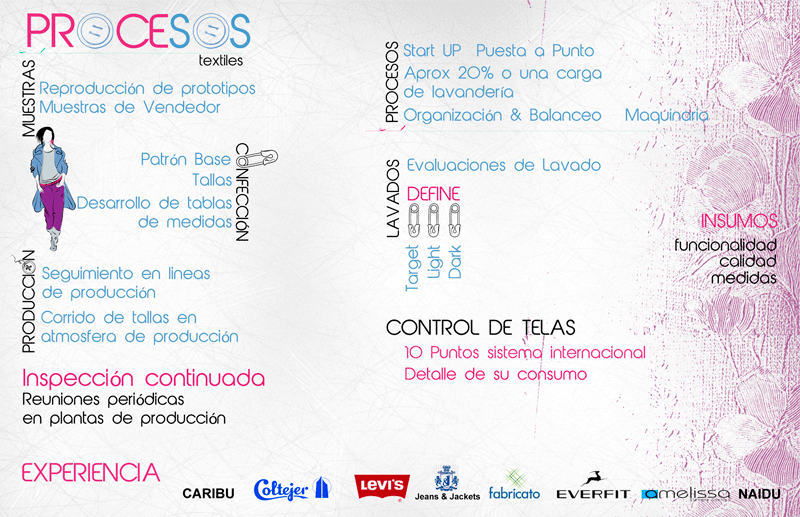 PROCESOS
textiles
MUESTRAS
Reproducción de prototipos
Muestras de Vendedor
CONFECCIÓN
Patrón Base
Tallas
Desarrollo de tablas
de medidas
PRODUCCIÓN
Seguimiento en lineas
de producción
Corrido de tallas en
atmosfera de producción
Inspección continuada
Reuniones periódicas
en plantas de producción
PROCESOS
Start UP Puesta a Punto
Aprox 20% o una carga
de lavandería
Organización & Balanceo Maquindria
LAVADOS
Evaluaciones de Lavado
DEFINE
Target
Light
Dark
CONTROL DE TELAS
10 Puntos sistema internacional
Detalle de su consumo
INSUMOS
funcionalidad
calidad
medidas
EXPERIENCIA
CARIBU
Coltejer
LEVI'S
Jeans & Jackets
fabricato
EVERFIT
amelissa
NAIDU